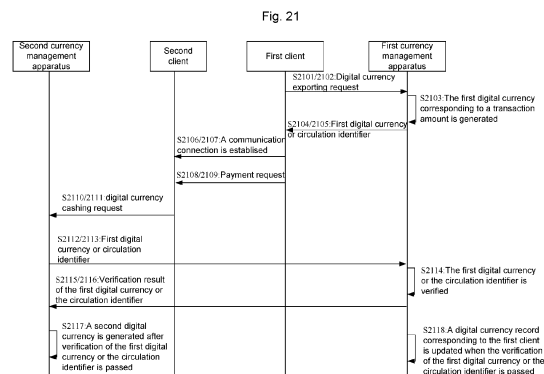 Fig. 21
Second currency
management
apparatus
Second
client
First client
First currency
management
apparatus
S2101/2102:Digital currency
exporting request
S2103:The first digital currency
corresponding to a transaction
amount is generated
S2104/2105:First digital currency
or circulation identifier
S2106/2107:A communication
connection is establised
S2108/2109:Payment request
S2110/2111:digital currency
cashing request
S2112/2113:First digital
currency or circulation
identifier
S2114:The first digital currency
or the circulation identifier is
verified
S2115/2116:Verification result
of the first digital currency or
the circulation identifier
S2117:A second digital
currency is generated after
verification of the first digital
currency or the circulation
identifier is passed
S2118:A digital currency record
corresponding to the first client
is updated when the verification
of the first digital currency or the
circulation identifier is passed